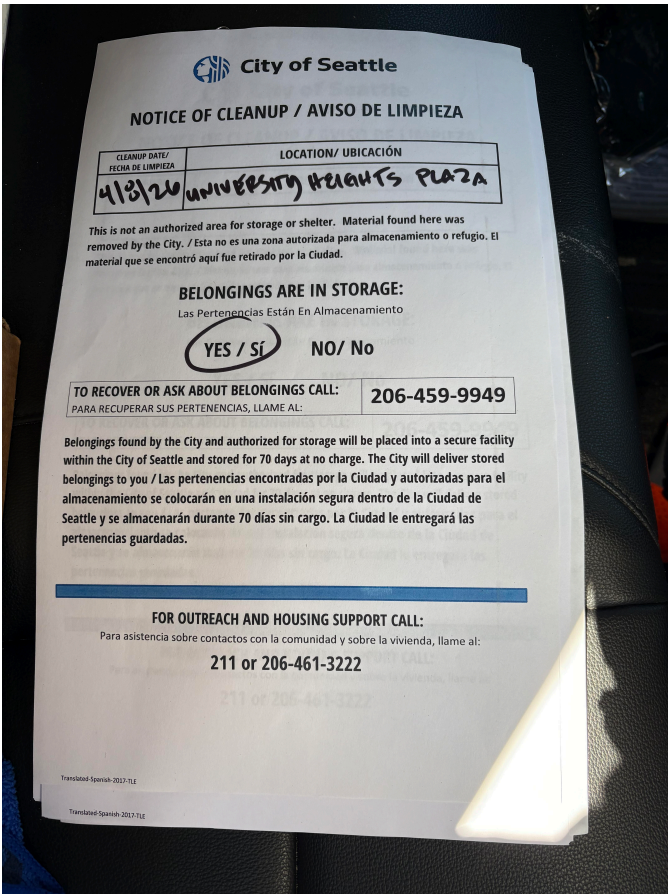 City of Seattle
NOTICE OF CLEANUP / AVISO DE LIMPIEZA
CLEANUP DATE/
FECHA DE LIMPIEZA
LOCATION/ UBICACIÓN
4/8/26 UNIVERSITY HEIGHTS PLAZA
This is not an authorized area for storage or shelter. Material found here was
removed by the City. / Esta no es una zona autorizada para almacenamiento o refugio. El
material que se encontró aquí fue retirado por la Ciudad.
BELONGINGS ARE IN STORAGE:
Las Pertenencias Están En Almacenamiento
YES / Sí NO/ No
TO RECOVER OR ASK ABOUT BELONGINGS CALL:
PARA RECUPERAR SUS PERTENENCIAS, LLAME AL:
206-459-9949
Belongings found by the City and authorized for storage will be placed into a secure facility
within the City of Seattle and stored for 70 days at no charge. The City will deliver stored
belongings to you / Las pertenencias encontradas por la Ciudad y autorizadas para el
almacenamiento se colocarán en una instalación segura dentro de la Ciudad de
Seattle y se almacenarán durante 70 días sin cargo. La Ciudad le entregará las
pertenencias guardadas.
FOR OUTREACH AND HOUSING SUPPORT CALL:
Para asistencia sobre contactos con la comunidad y sobre la vivienda, llame al:
211 or 206-461-3222
Translated-Spanish-2017-TLE
Translated-Spanish-2017-TLE